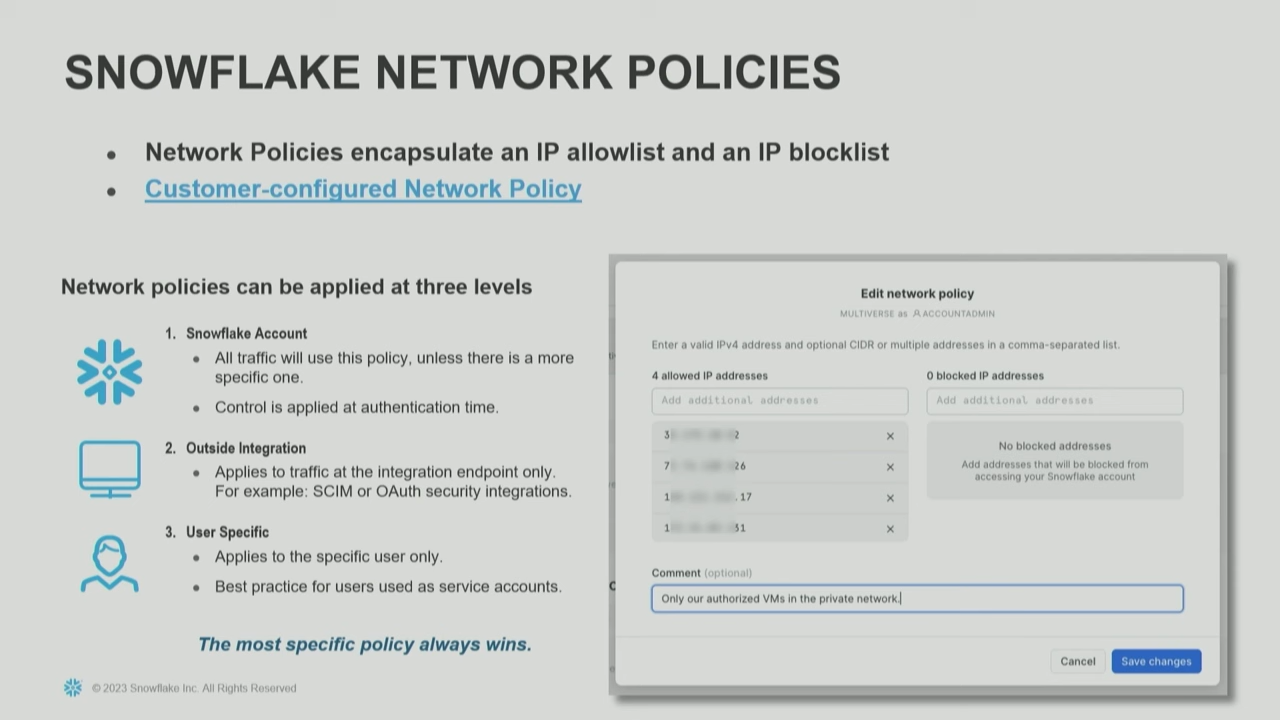 SNOWFLAKE NETWORK POLICIES
• Network Policies encapsulate an IP allowlist and an IP blocklist
• Customer-configured Network Policy
Network policies can be applied at three levels
1. Snowflake Account
• All traffic will use this policy, unless there is a more
specific one.
• Control is applied at authentication time.
2. Outside Integration
• Applies to traffic at the integration endpoint only.
For example: SCIM or OAuth security integrations.
3. User Specific
• Applies to the specific user only.
• Best practice for users used as service accounts.
The most specific policy always wins.
© 2023 Snowflake Inc. All Rights Reserved
Edit network policy
MULTIVERSE as ACCOUNTADMIN
Enter a valid IPv4 address and optional CIDR or multiple addresses in a comma-separated list.
4 allowed IP addresses
Add additional addresses
3 2
7 26
1 .17
1 31
0 blocked IP addresses
Add additional addresses
No blocked addresses
Add addresses that will be blocked from
accessing your Snowflake account
Comment (optional)
Only our authorized VMs in the private network.
Cancel
Save changes